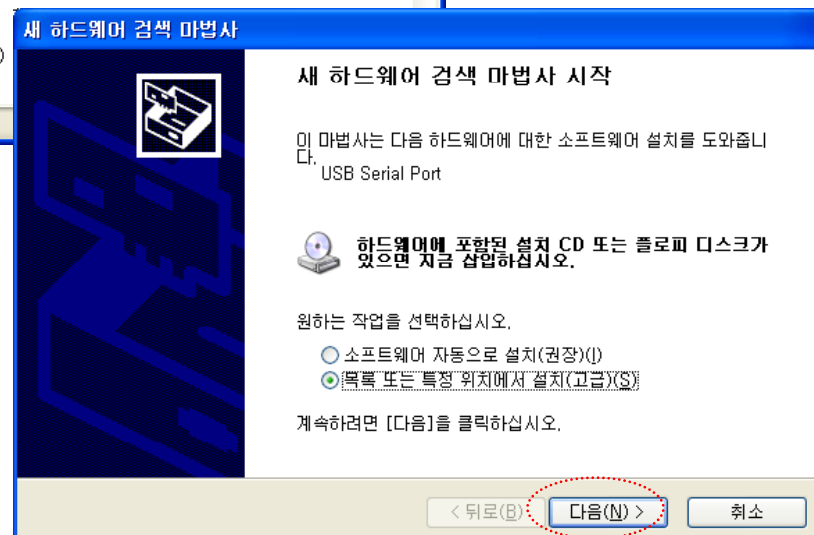 새 하드웨어 검색 마법사
)
새 하드웨어 검색 마법사 시작
이 마법사는 다음 하드웨어에 대한 소프트웨어 설치를 도와줍니
다.
USB Serial Port
하드웨어에 포함된 설치 CD 또는 플로피 디스크가
있으면 지금 삽입하십시오.
원하는 작업을 선택하십시오.
소프트웨어 자동으로 설치(권장)(I)
목록 또는 특정 위치에서 설치(고급)(S)
계속하려면 [다음]을 클릭하십시오.
< 뒤로(B) 다음(N) > 취소